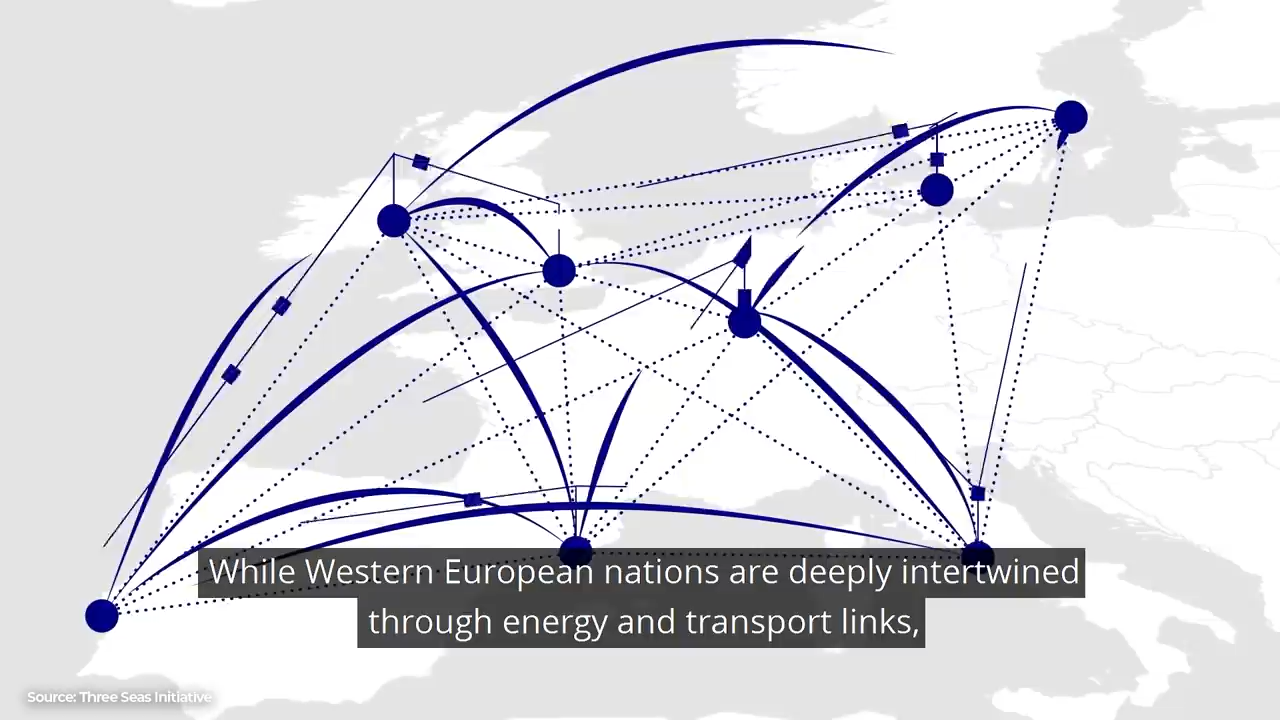 While Western European nations are deeply intertwined
through energy and transport links,
Source: Three Seas Initiative